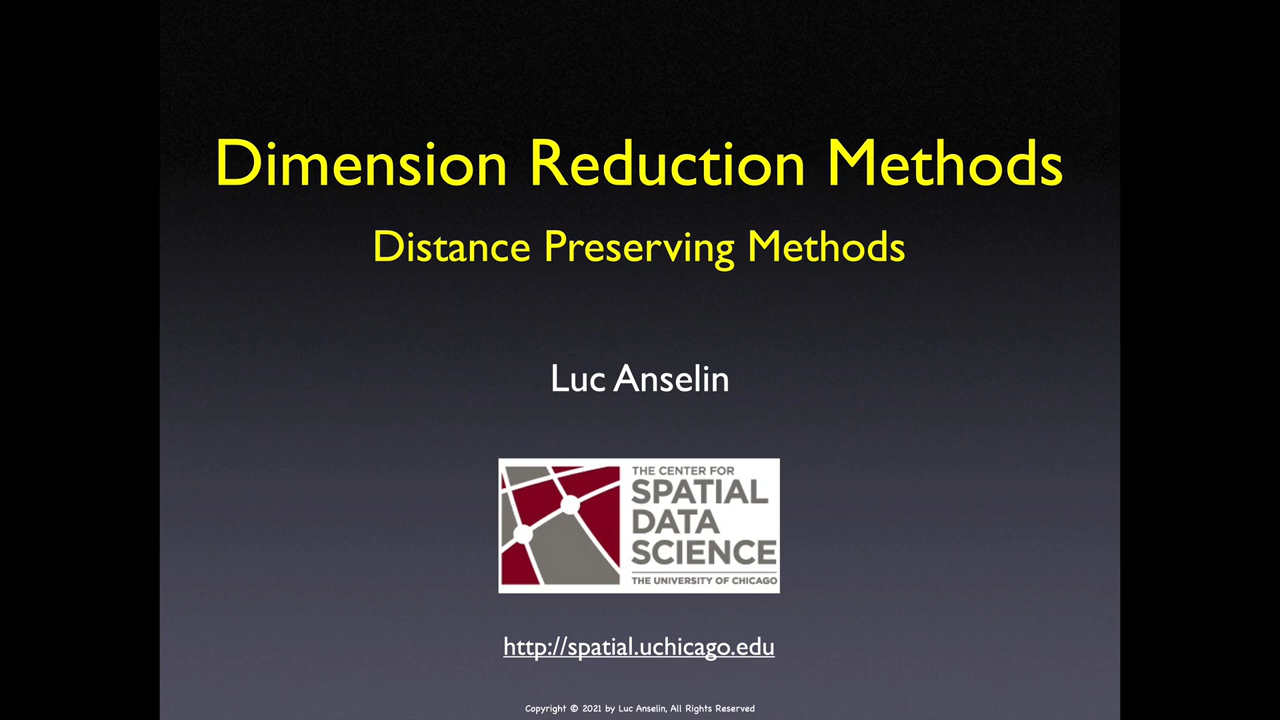 Dimension Reduction Methods
Distance Preserving Methods
Luc Anselin
THE CENTER FOR
SPATIAL
DATA
SCIENCE
THE UNIVERSITY OF CHICAGO
http://spatial.uchicago.edu
Copyright © 2021 by Luc Anselin, All Rights Reserved